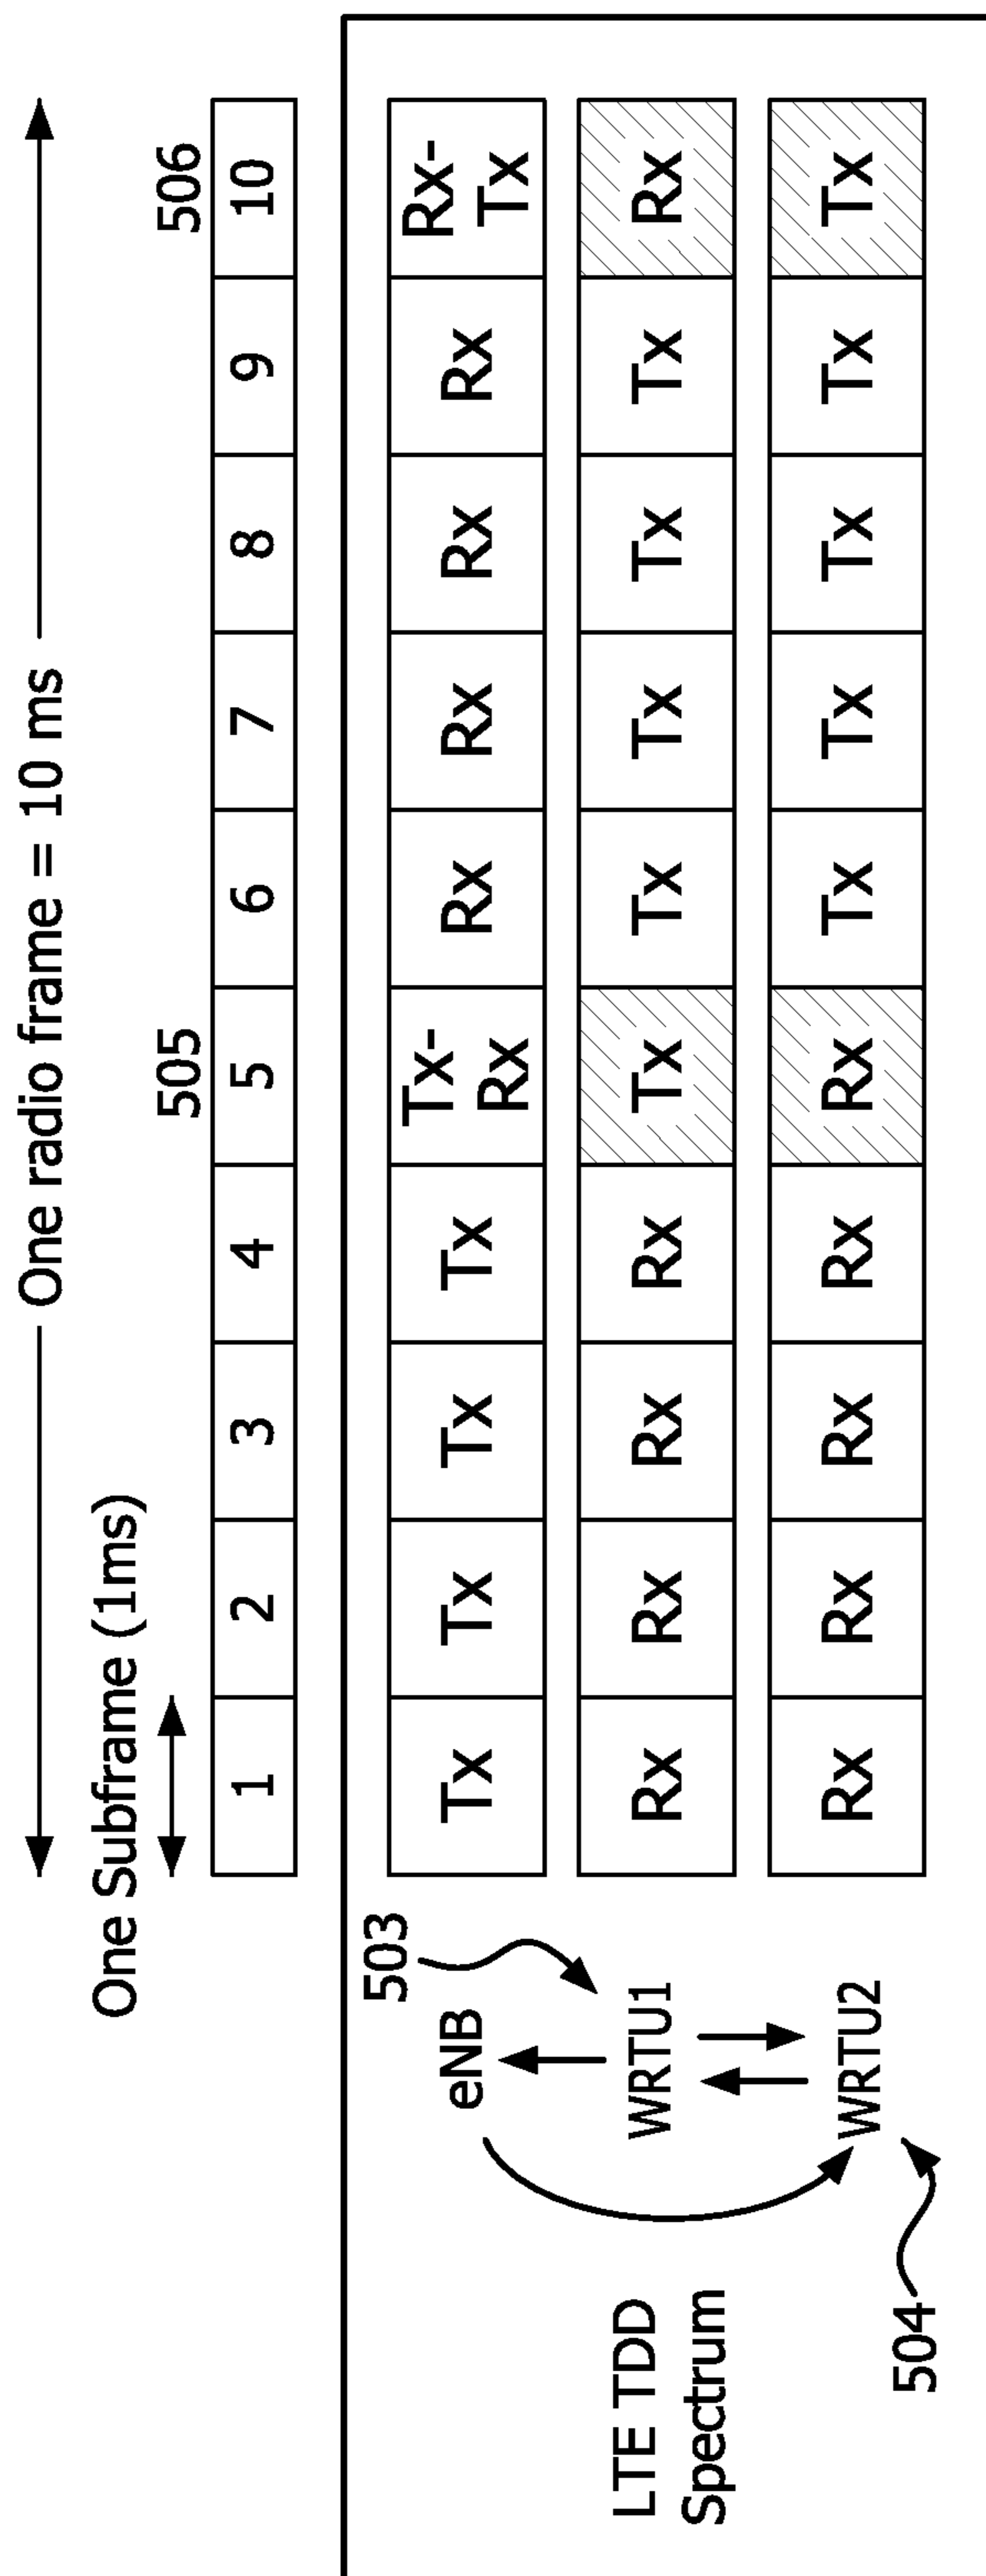 One radio frame = 10 ms
One Subframe (1ms)
505
506
1 2 3 4 5 6 7 8 9 10
503
eNB
Tx Tx Tx Tx Tx-Rx Rx Rx Rx Rx Rx-Tx
LTE TDD
Spectrum
WRTU1
Rx Rx Rx Rx Tx Tx Tx Tx Tx Rx
WRTU2
Rx Rx Rx Rx Rx Tx Tx Tx Tx Tx
504